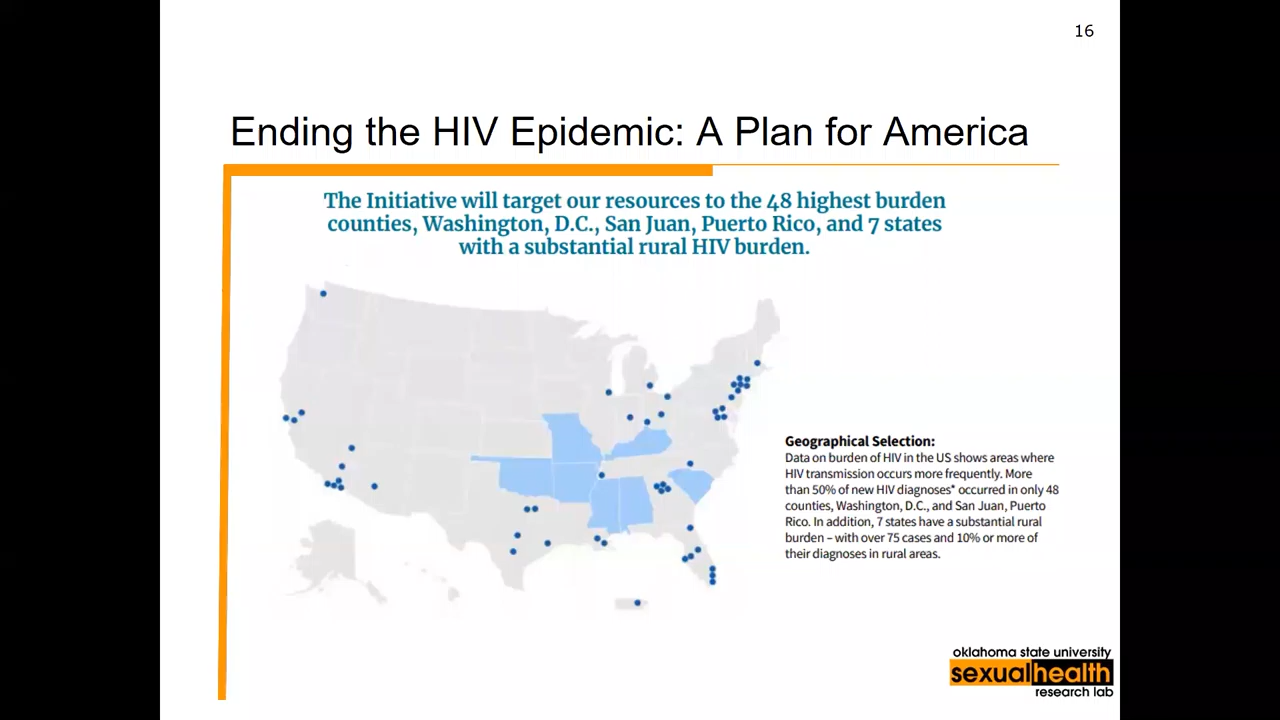 16
Ending the HIV Epidemic: A Plan for America
The Initiative will target our resources to the 48 highest burden
counties, Washington, D.C., San Juan, Puerto Rico, and 7 states
with a substantial rural HIV burden.
Geographical Selection:
Data on burden of HIV in the US shows areas where
HIV transmission occurs more frequently. More
than 50% of new HIV diagnoses* occurred in only 48
counties, Washington, D.C., and San Juan, Puerto
Rico. In addition, 7 states have a substantial rural
burden – with over 75 cases and 10% or more of
their diagnoses in rural areas.
oklahoma state university
sexualhealth
research lab